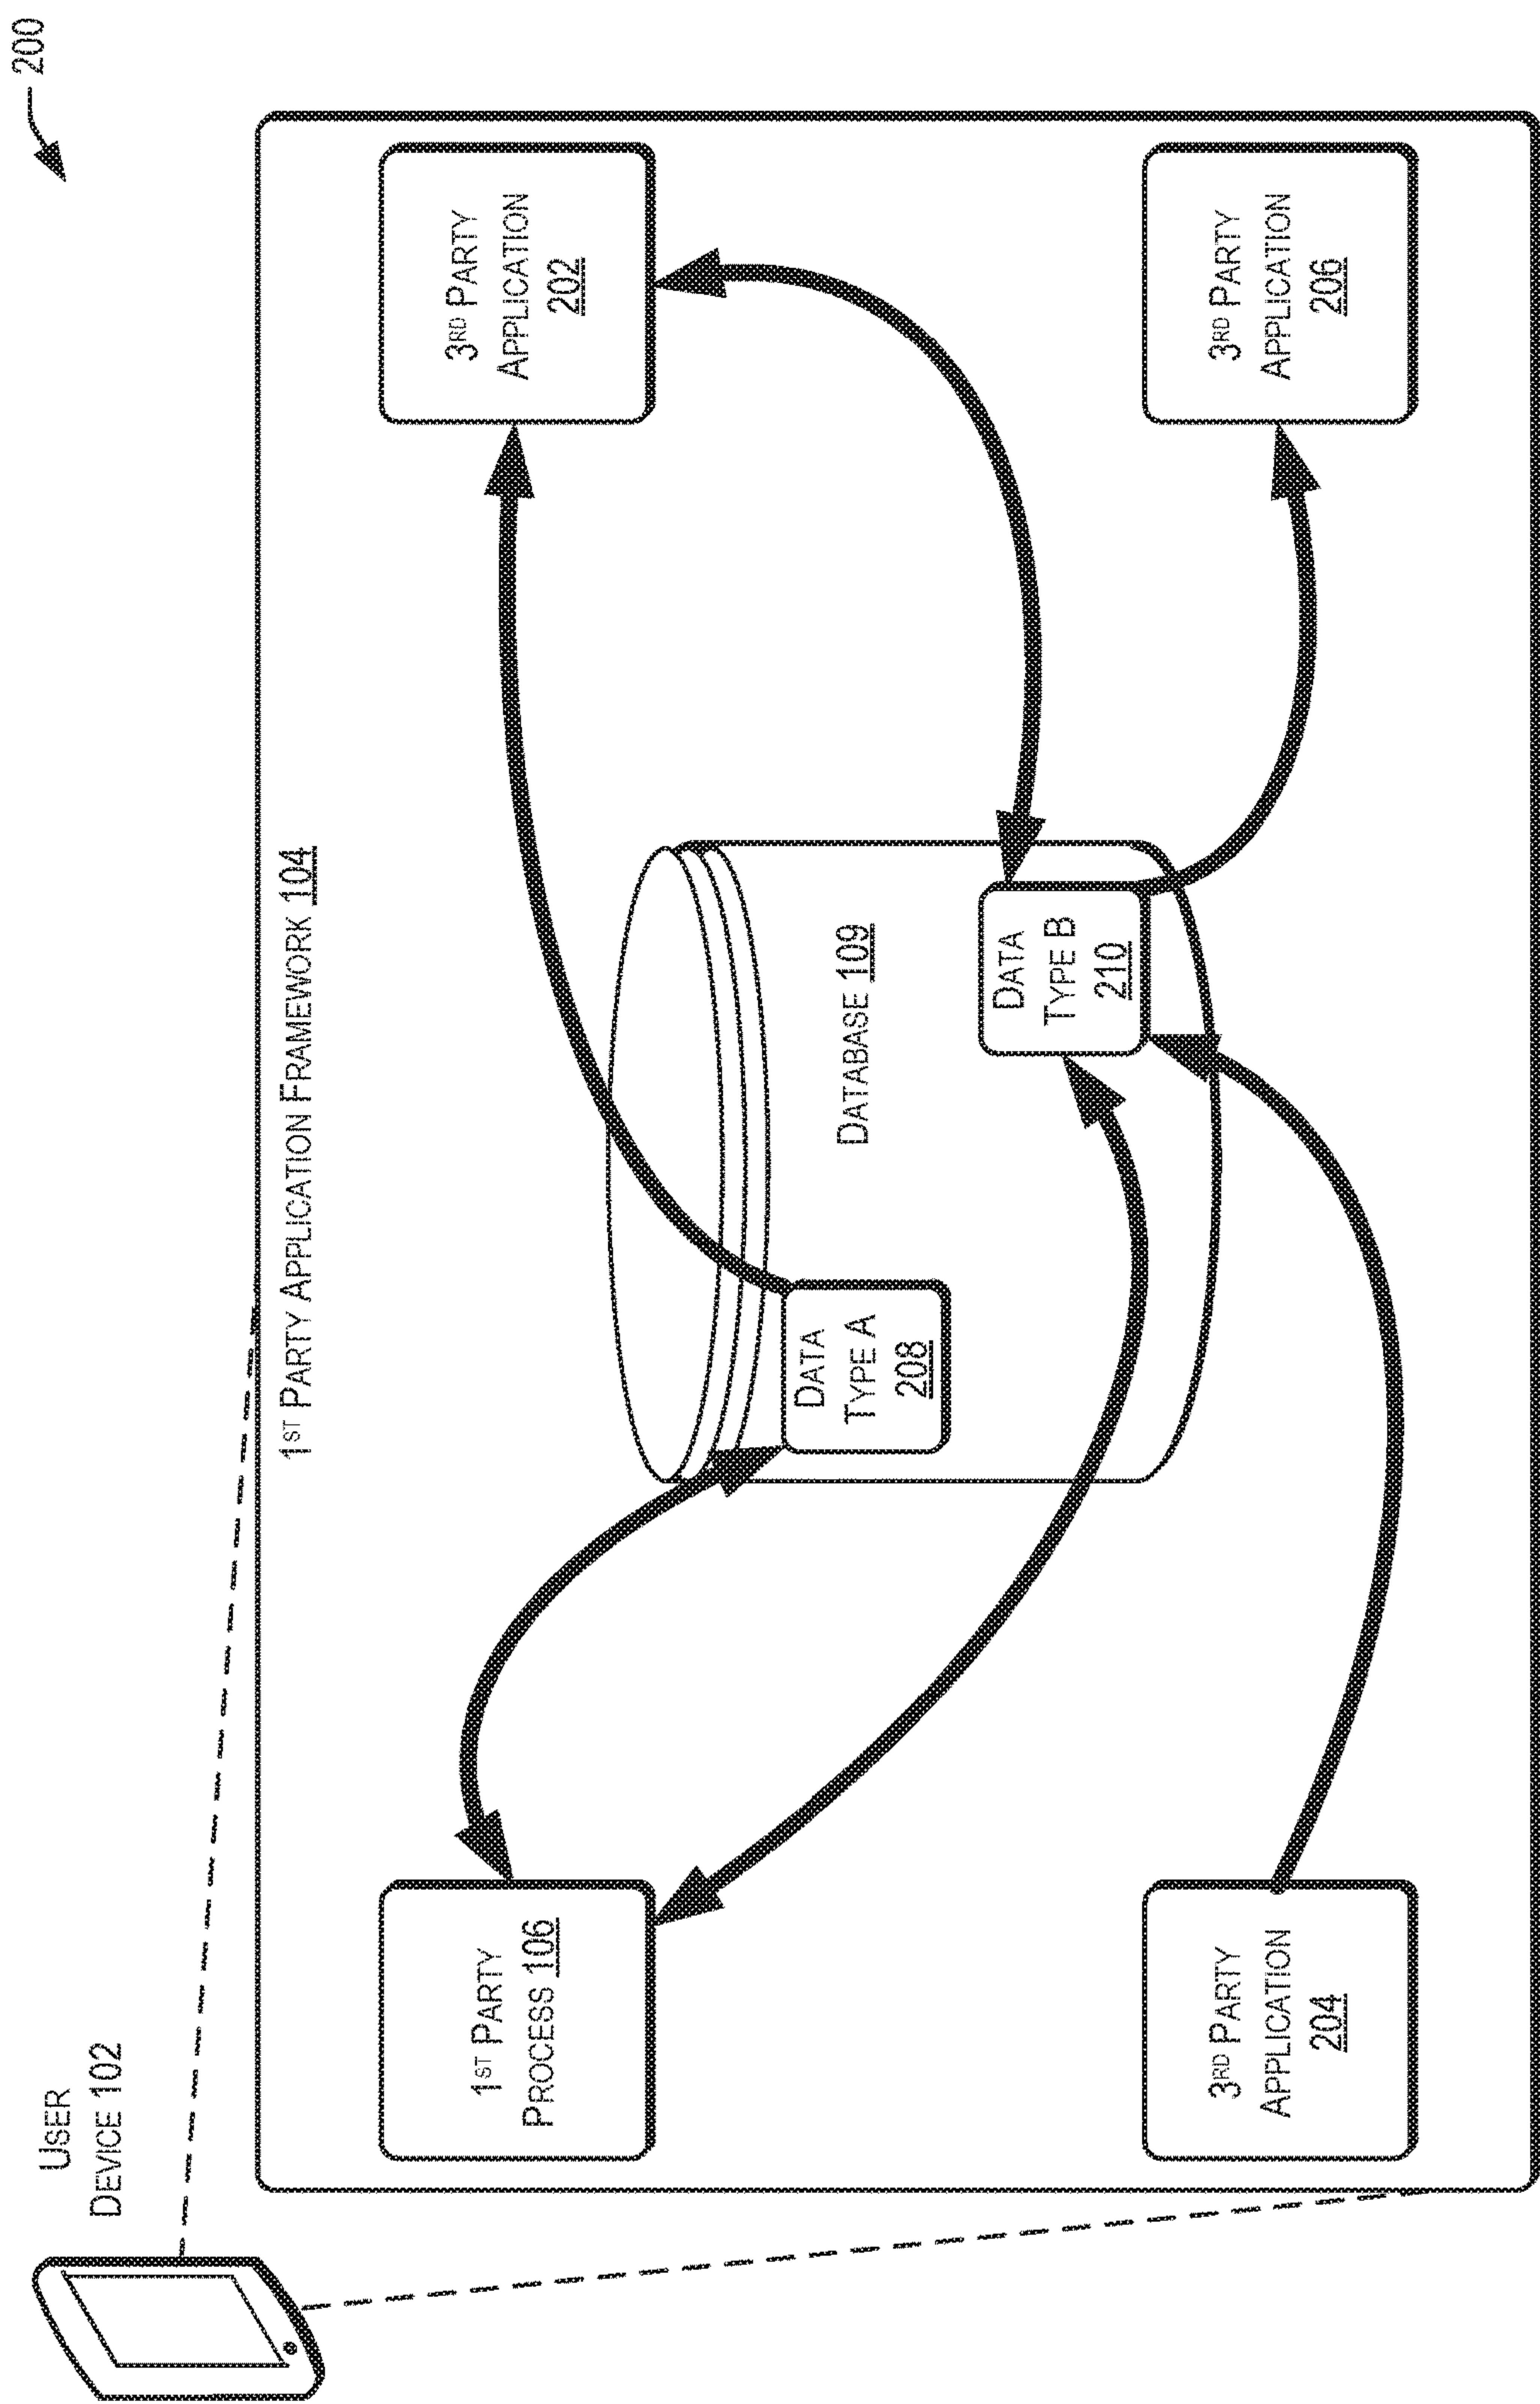 200
USER
DEVICE 102
1ST PARTY APPLICATION FRAMEWORK 104
1ST PARTY
PROCESS 106
3RD PARTY
APPLICATION
202
DATABASE 109
DATA
TYPE A
208
DATA
TYPE B
210
3RD PARTY
APPLICATION
204
3RD PARTY
APPLICATION
206